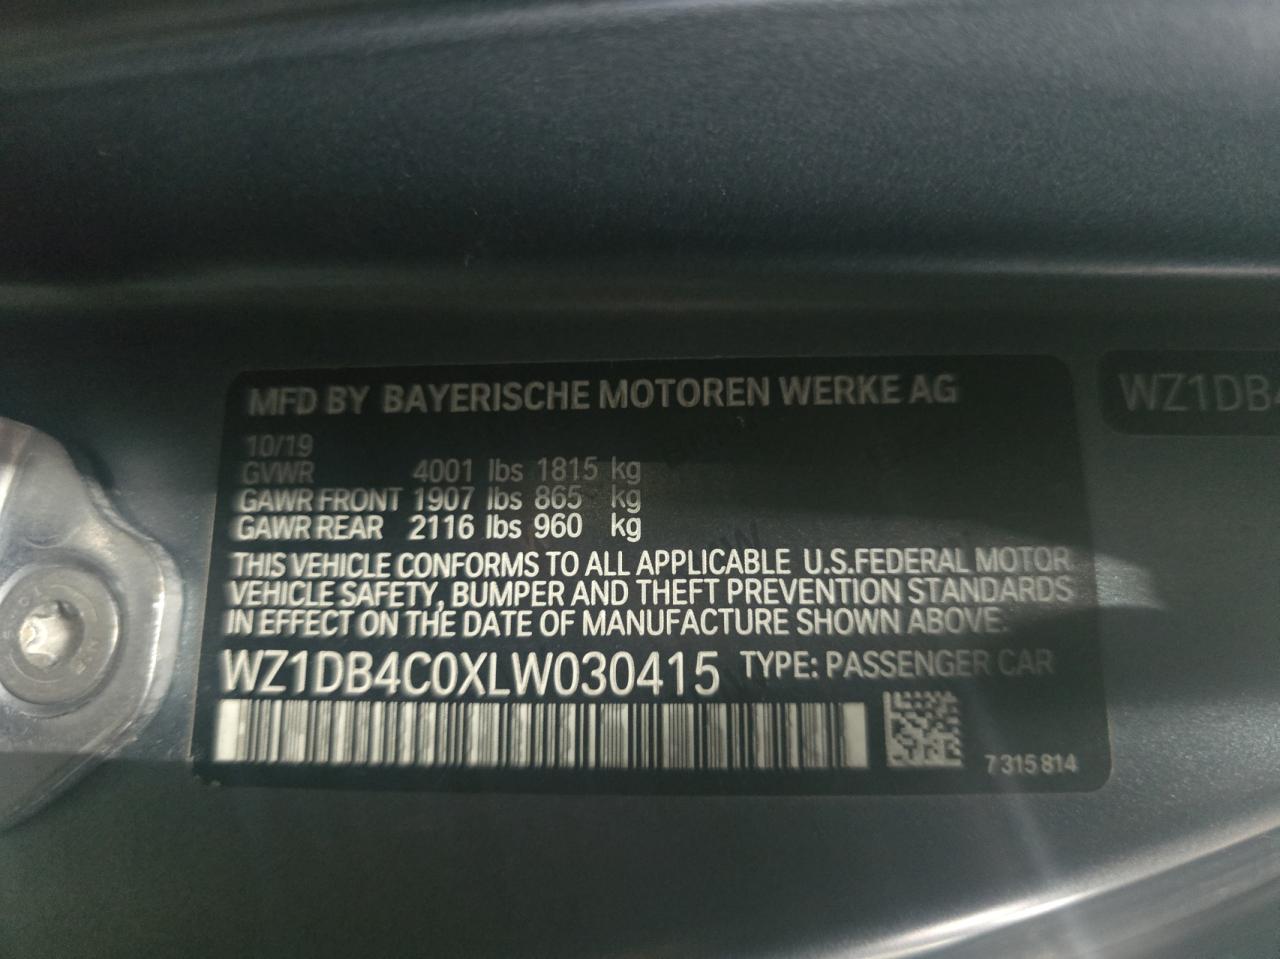 MFD BY BAYERISCHE MOTOREN WERKE AG
10/19
GVWR 4001 lbs 1815 kg
GAWR FRONT 1907 lbs 865 kg
GAWR REAR 2116 lbs 960 kg
THIS VEHICLE CONFORMS TO ALL APPLICABLE U.S.FEDERAL MOTOR
VEHICLE SAFETY, BUMPER AND THEFT PREVENTION STANDARDS
IN EFFECT ON THE DATE OF MANUFACTURE SHOWN ABOVE.
WZ1DB4C0XLW030415 TYPE: PASSENGER CAR
7 315 814
WZ1DB4